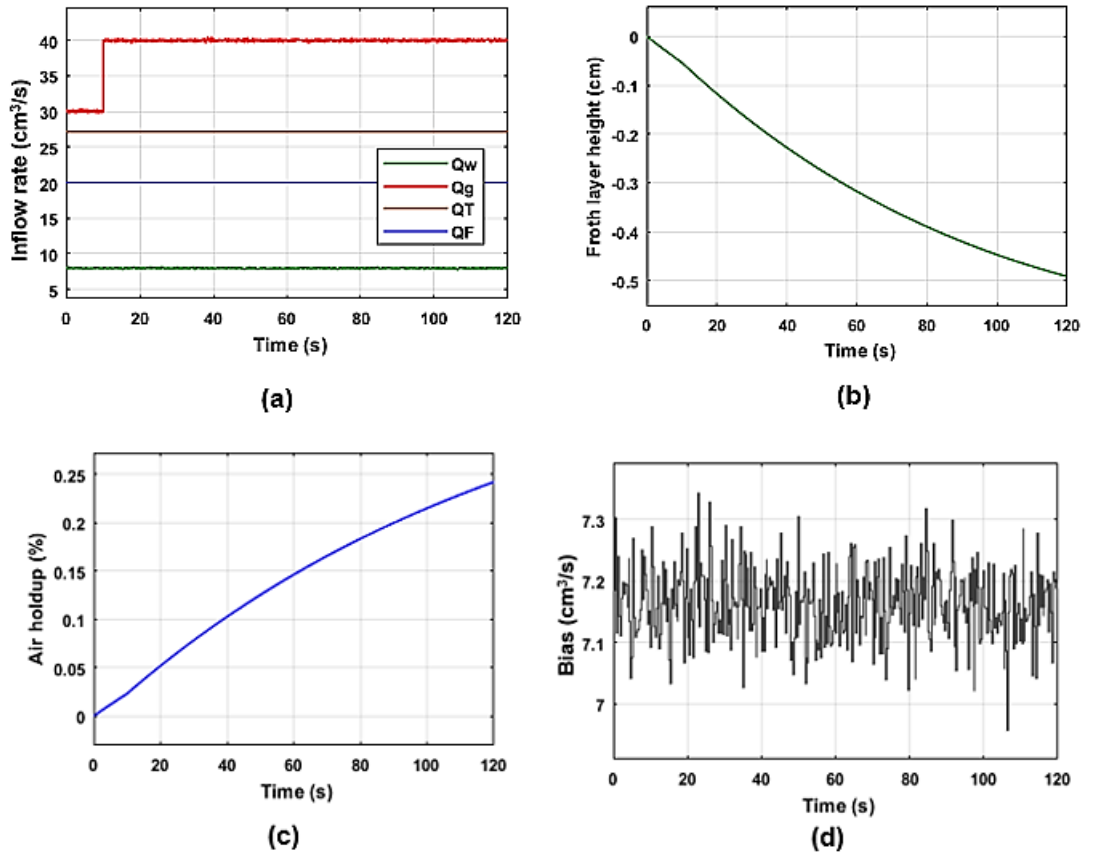 Inflow rate (cm³/s)
40
35
30
25
20
15
10
5
Qw
Qg
QT
QF
0 20 40 60 80 100 120
Time (s)
(a)
Froth layer height (cm)
0
-0.1
-0.2
-0.3
-0.4
-0.5
0 20 40 60 80 100 120
Time (s)
(b)
Air holdup (%)
0.25
0.2
0.15
0.1
0.05
0
0 20 40 60 80 100 120
Time (s)
(c)
Bias (cm³/s)
7.3
7.2
7.1
7
0 20 40 60 80 100 120
Time (s)
(d)